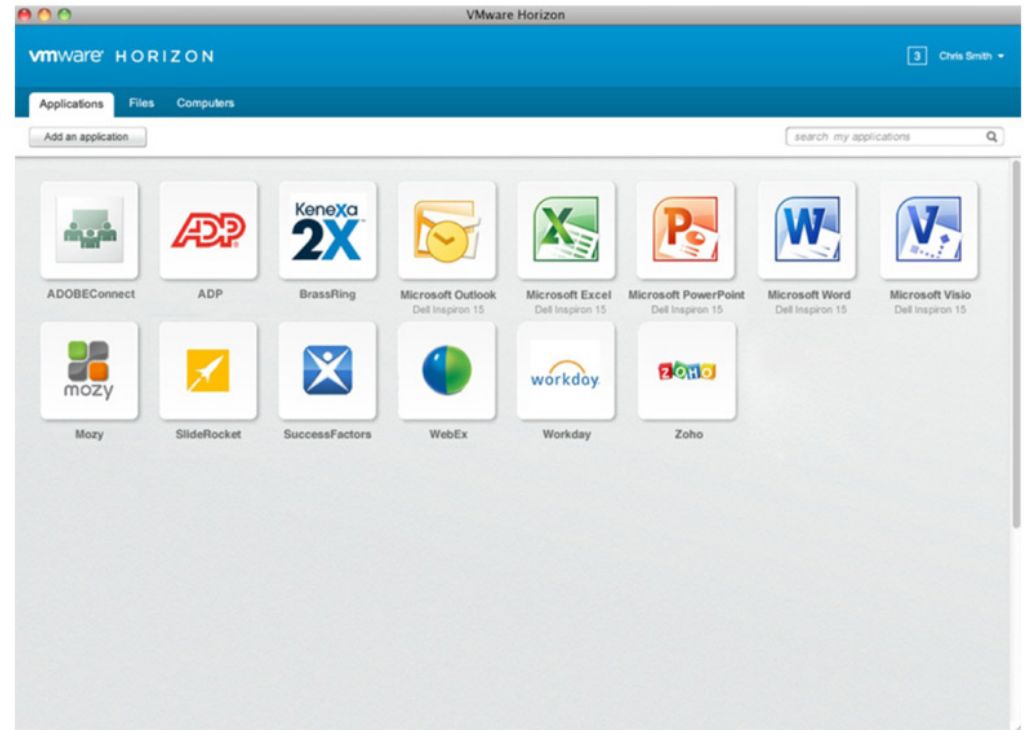 VMware Horizon
vmware HORIZON
3 Chris Smith
Applications Files Computers
Add an application
search my applications
ADP
Kenexa
2X
ADOBEConnect ADP BrassRing Microsoft Outlook Microsoft Excel Microsoft PowerPoint Microsoft Word Microsoft Visio
Dell Inspiron 15 Dell Inspiron 15 Dell Inspiron 15 Dell Inspiron 15 Dell Inspiron 15
mozy
workday
ZOHO
Mozy SlideRocket SuccessFactors WebEx Workday Zoho